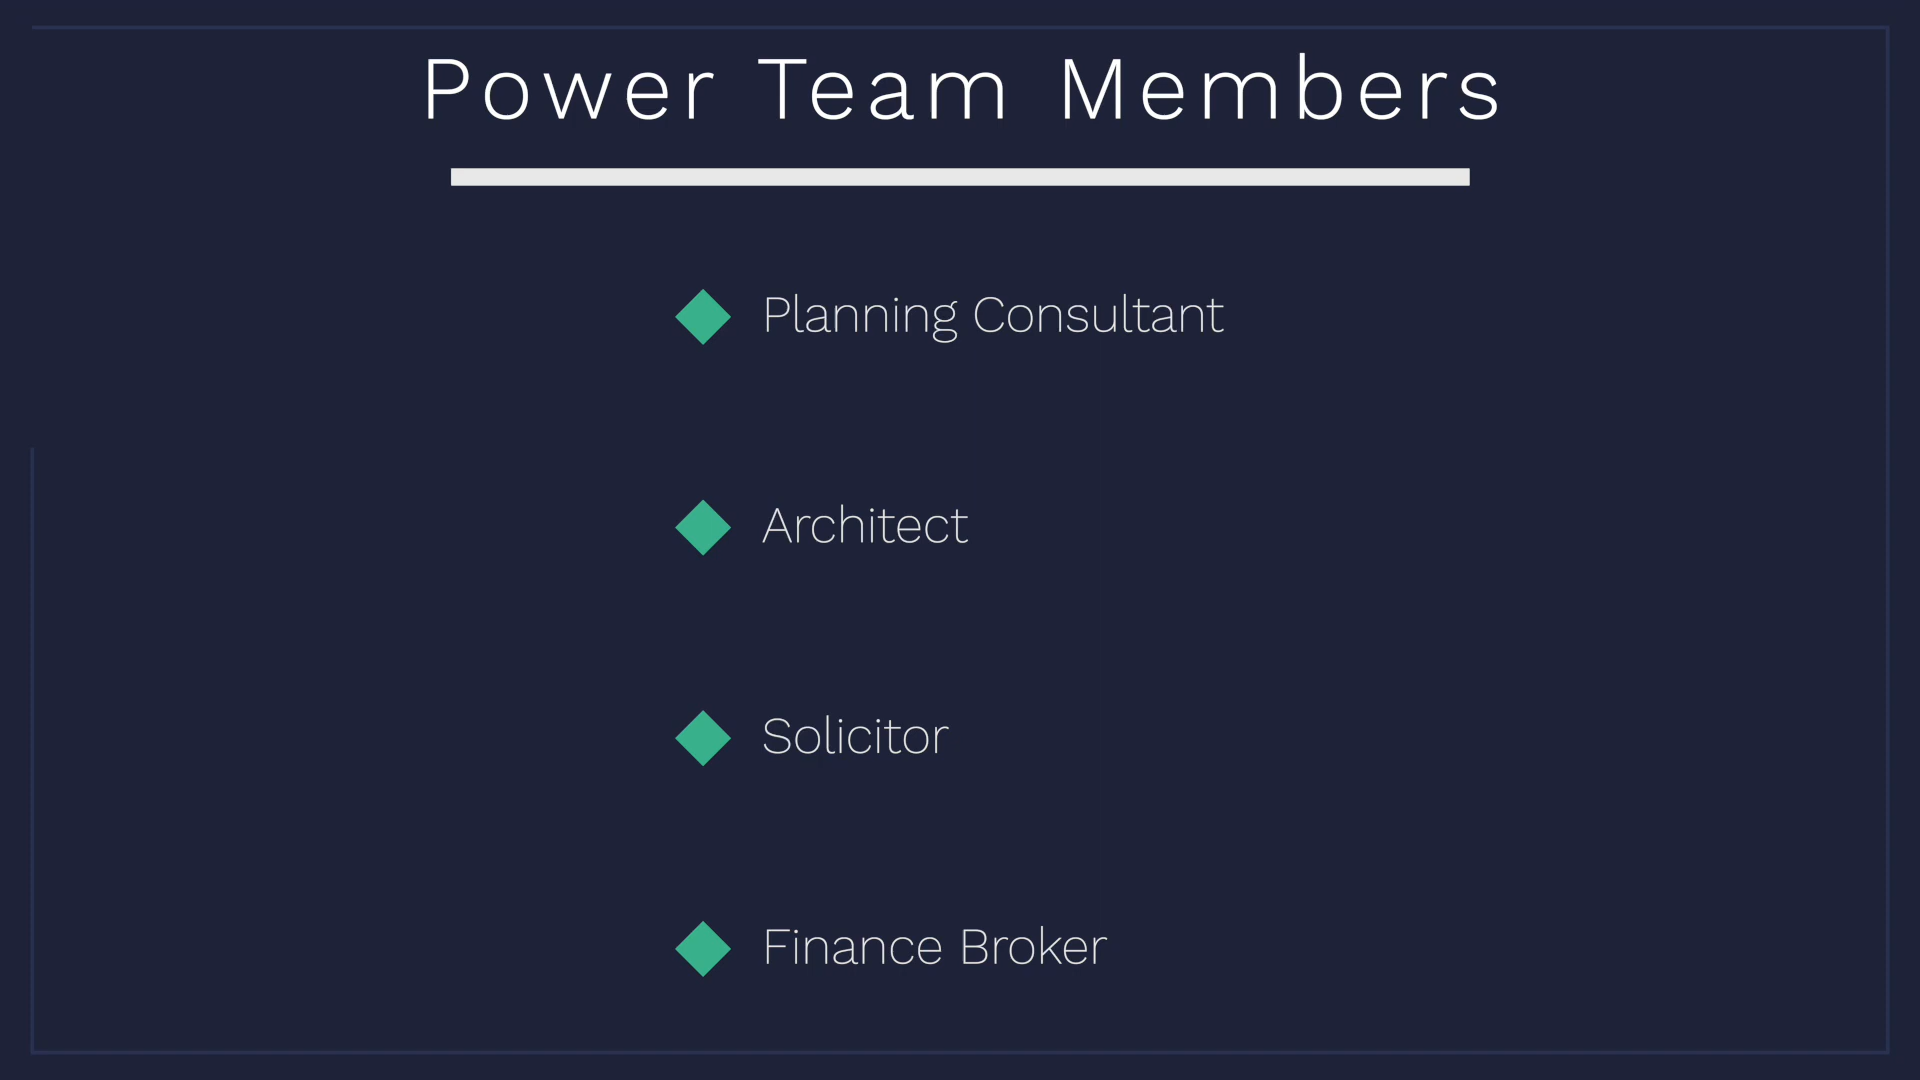 Power Team Members
Planning Consultant
Architect
Solicitor
Finance Broker